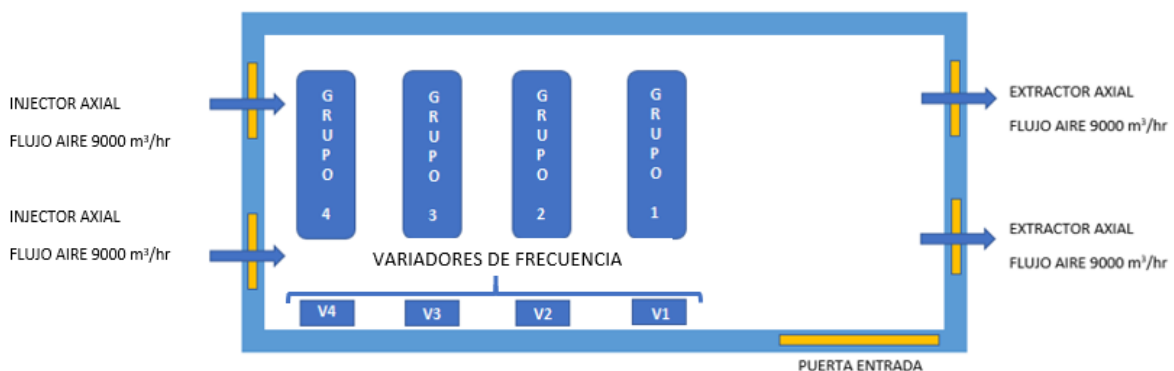 INJECTOR AXIAL
FLUJO AIRE 9000 m³/hr
INJECTOR AXIAL
FLUJO AIRE 9000 m³/hr
GRUPO 4
GRUPO 3
GRUPO 2
GRUPO 1
EXTRACTOR AXIAL
FLUJO AIRE 9000 m³/hr
EXTRACTOR AXIAL
FLUJO AIRE 9000 m³/hr
VARIADORES DE FRECUENCIA
V4
V3
V2
V1
PUERTA ENTRADA